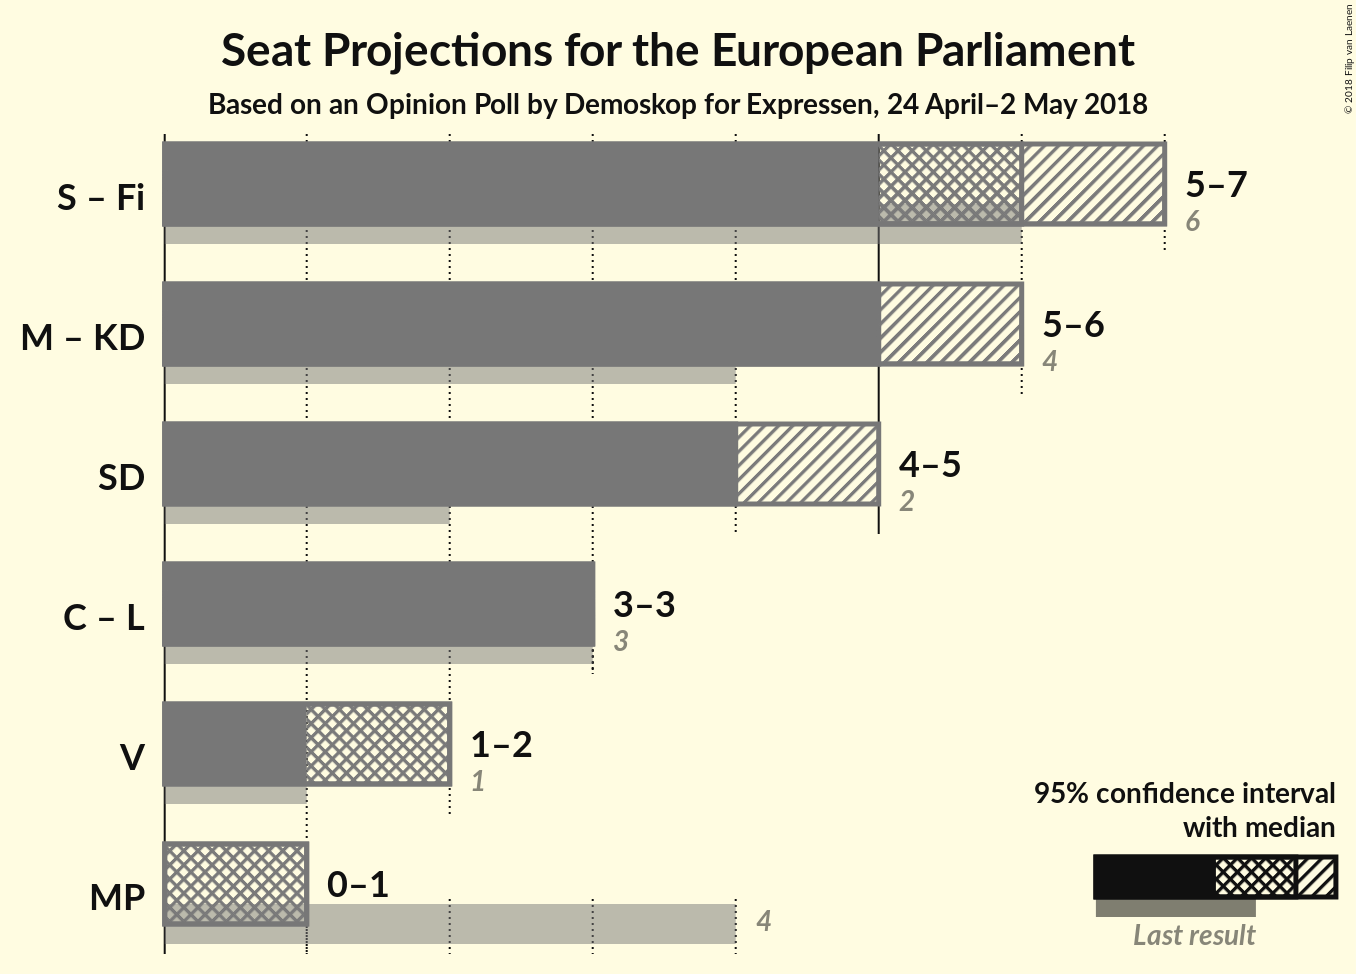 Seat Projections for the European Parliament
Based on an Opinion Poll by Demoskop for Expressen, 24 April–2 May 2018
© 2018 Filip van Laenen
S – Fi
5–7
6
M – KD
5–6
4
SD
4–5
2
C – L
3–3
3
V
1–2
1
MP
0–1
4
95% confidence interval
with median
Last result